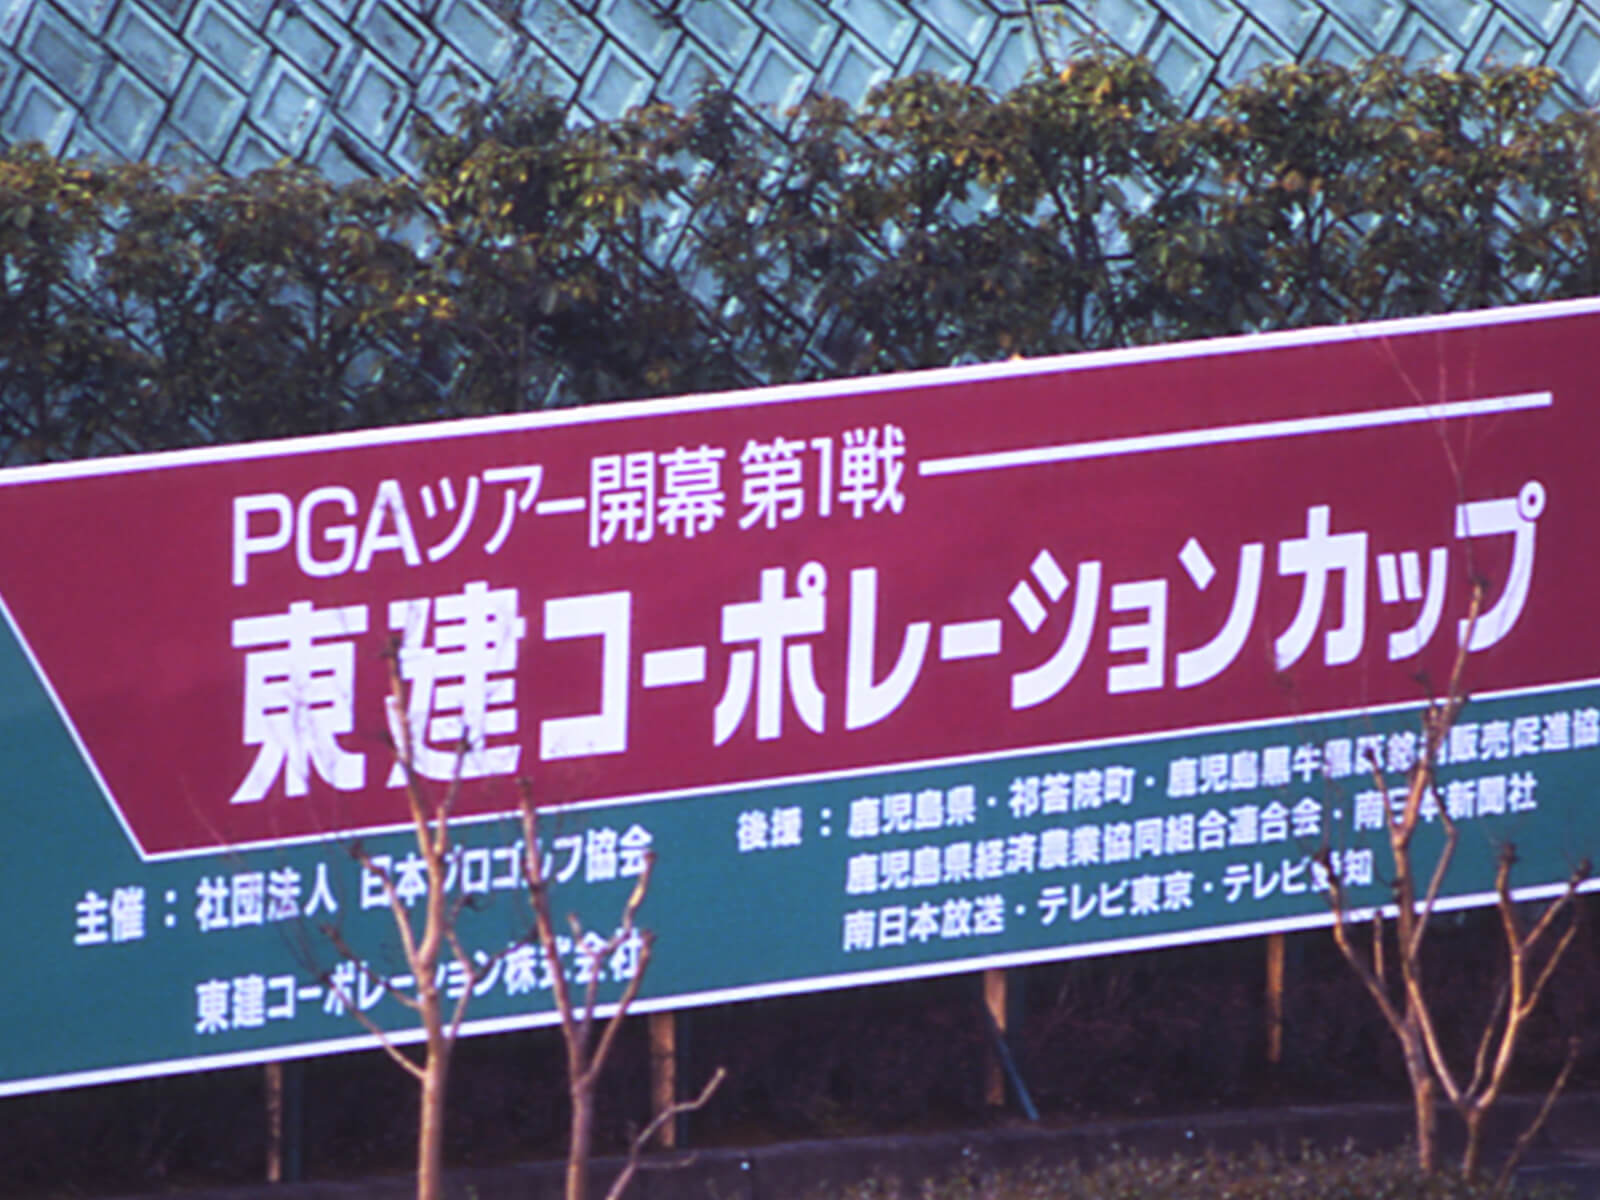 PGAツアー開幕 第1戦
東建コーポレーションカップ
主催：社団法人 日本プロゴルフ協会
東建コーポレーション株式会社
後援：鹿児島県・祁答院町・鹿児島黒牛黒豚銘柄販売促進協
鹿児島県経済農業協同組合連合会・南日本新聞社
南日本放送・テレビ東京・テレビ愛知